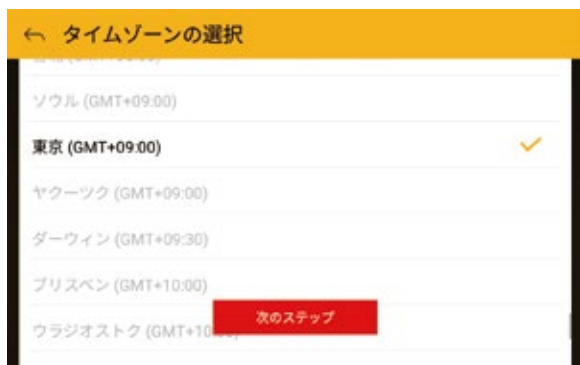 タイムゾーンの選択
ソウル (GMT+09:00)
東京 (GMT+09:00)
ヤクーツク (GMT+09:00)
ダーウィン (GMT+09:30)
ブリスベン (GMT+10:00)
次のステップ
ウラジオストク (GMT+10